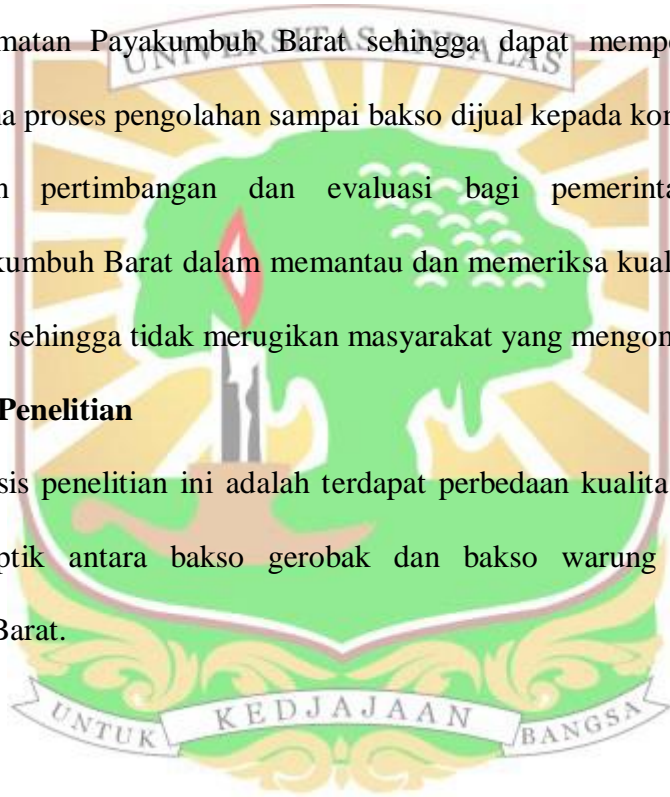 UNIVERSITAS ANDALAS
matan Payakumbuh Barat sehingga dapat mempe
a proses pengolahan sampai bakso dijual kepada kon
n pertimbangan dan evaluasi bagi pemerinta
kumbuh Barat dalam memantau dan memeriksa kual
sehingga tidak merugikan masyarakat yang mengon
Penelitian
sis penelitian ini adalah terdapat perbedaan kualita
ptik antara bakso gerobak dan bakso warung
Barat.
UNTUK KEDJAJAAN BANGSA